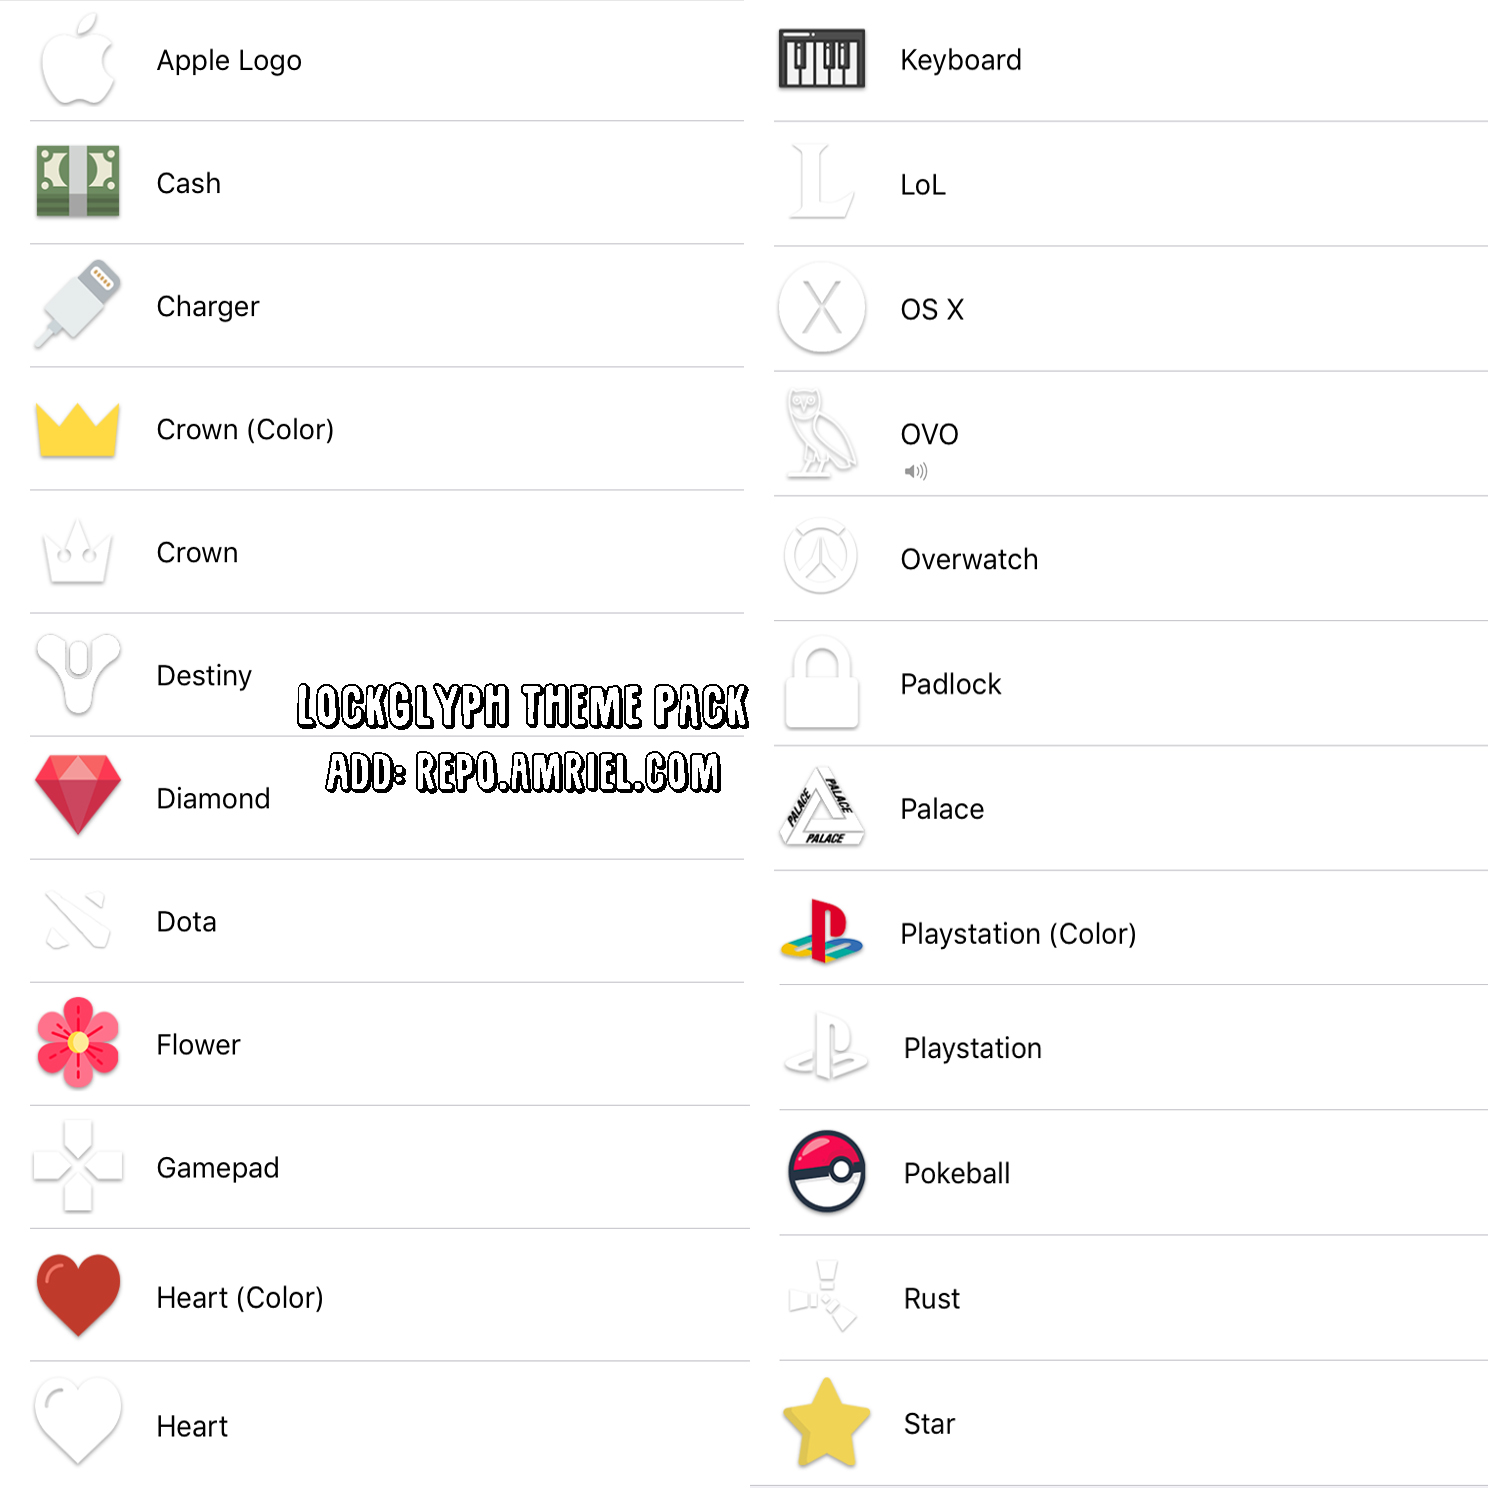 Apple Logo
Cash
Charger
Crown (Color)
Crown
Destiny
LOCKGLYPH THEME PACK
ADD: REPO.AMRIEL.COM
Diamond
Dota
Flower
Gamepad
Heart (Color)
Heart
Keyboard
LoL
OS X
OVO
Overwatch
Padlock
PALACE
PALACE
PALACE
Palace
Playstation (Color)
Playstation
Pokeball
Rust
Star